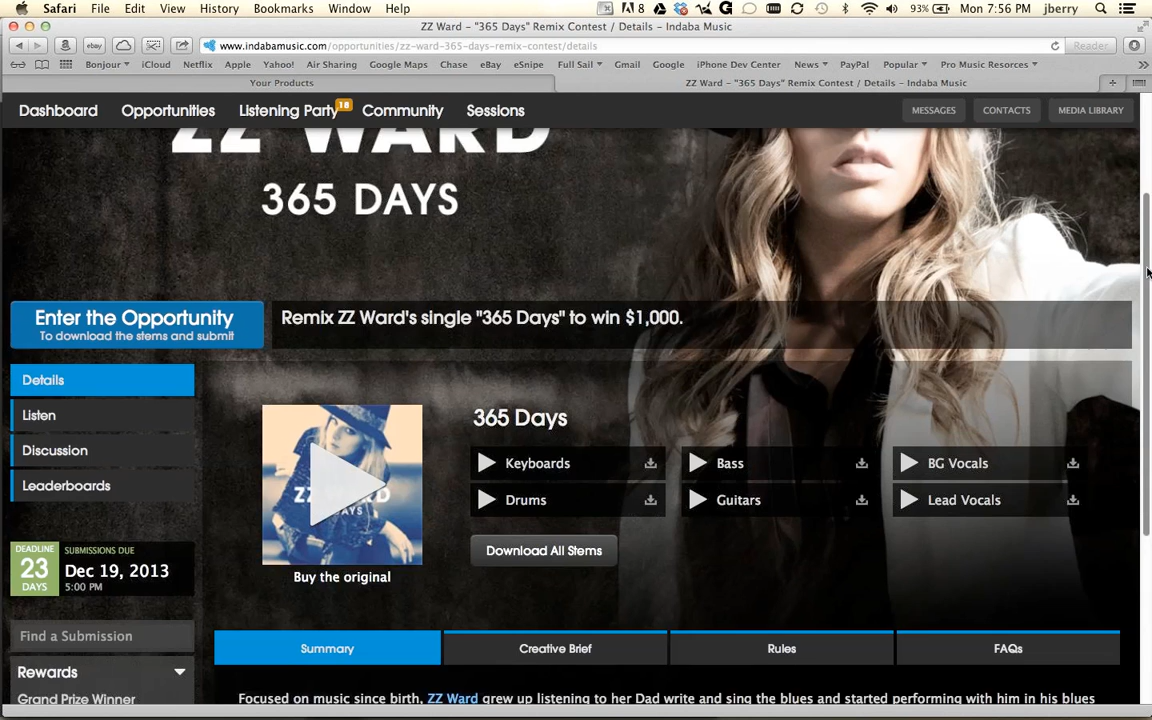 Safari File Edit View History Bookmarks Window Help 8 93% Mon 7:56 PM jberry
ZZ Ward – "365 Days" Remix Contest / Details – Indaba Music
ebay www.indabamusic.com/opportunities/zz-ward-365-days-remix-contest/details Reader
Bonjour iCloud Netflix Apple Yahoo! Air Sharing Google Maps Chase eBay eSnipe Full Sail Gmail Google iPhone Dev Center News PayPal Popular Pro Music Resorces
Your Products ZZ Ward – "365 Days" Remix Contest / Details – Indaba Music
Dashboard Opportunities Listening Party 18 Community Sessions MESSAGES CONTACTS MEDIA LIBRARY
ZZ WARD
365 DAYS
Enter the Opportunity
To download the stems and submit
Remix ZZ Ward's single "365 Days" to win $1,000.
Details
Listen
Discussion
Leaderboards
365 Days
Keyboards Bass BG Vocals
Drums Guitars Lead Vocals
Download All Stems
Buy the original
DEADLINE
23
DAYS
SUBMISSIONS DUE
Dec 19, 2013
5:00 PM
Find a Submission
Rewards
Grand Prize Winner
Summary Creative Brief Rules FAQs
Focused on music since birth, ZZ Ward grew up listening to her Dad write and sing the blues and started performing with him in his blues